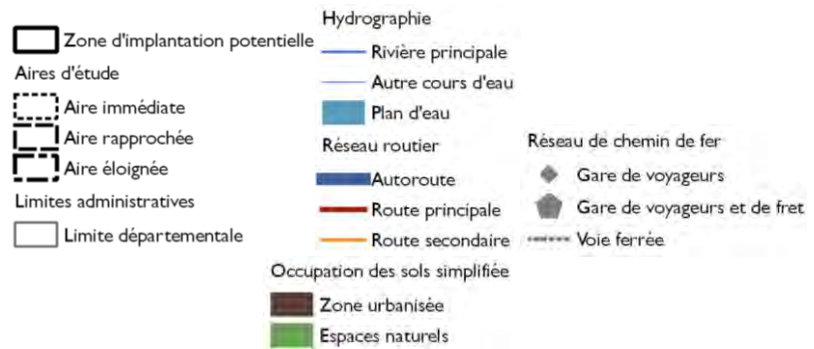 Zone d'implantation potentielle
Aires d'étude
Aire immédiate
Aire rapprochée
Aire éloignée
Limites administratives
Limite départementale
Hydrographie
Rivière principale
Autre cours d'eau
Plan d'eau
Réseau routier
Autoroute
Route principale
Route secondaire
Réseau de chemin de fer
Gare de voyageurs
Gare de voyageurs et de fret
Voie ferrée
Occupation des sols simplifiée
Zone urbanisée
Espaces naturels